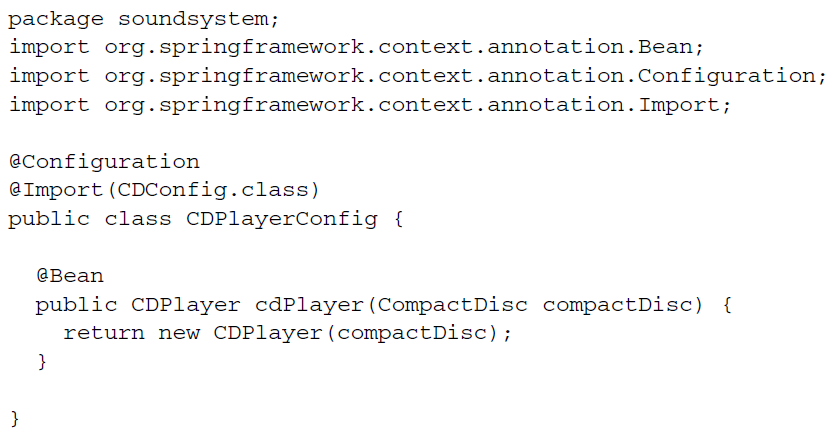 package soundsystem;
import org.springframework.context.annotation.Bean;
import org.springframework.context.annotation.Configuration;
import org.springframework.context.annotation.Import;

@Configuration
@Import(CDConfig.class)
public class CDPlayerConfig {

  @Bean
  public CDPlayer cdPlayer(CompactDisc compactDisc) {
    return new CDPlayer(compactDisc);
  }

}